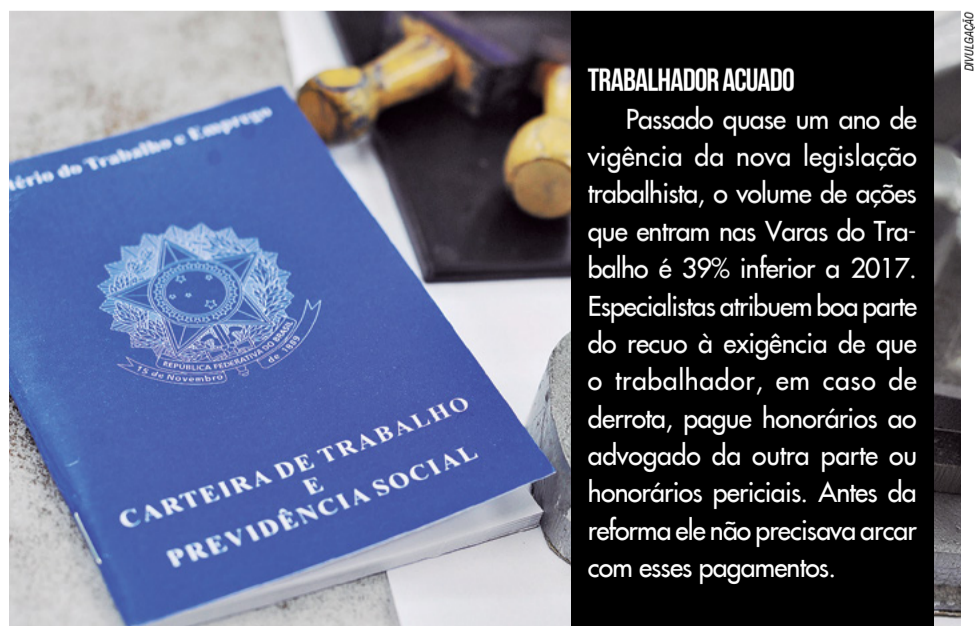 DIVULGAÇÃO
TRABALHADOR ACUADO
Passado quase um ano de
vigência da nova legislação
trabalhista, o volume de ações
que entram nas Varas do Tra-
balho é 39% inferior a 2017.
Especialistas atribuem boa parte
do recuo à exigência de que
o trabalhador, em caso de
derrota, pague honorários ao
advogado da outra parte ou
honorários periciais. Antes da
reforma ele não precisava arcar
com esses pagamentos.
tério do Trabalho e Emprego
REPUBLICA FEDERATIVA DO BRASIL
15 de Novembro de 1889
CARTEIRA DE TRABALHO
E
PREVIDÊNCIA SOCIAL